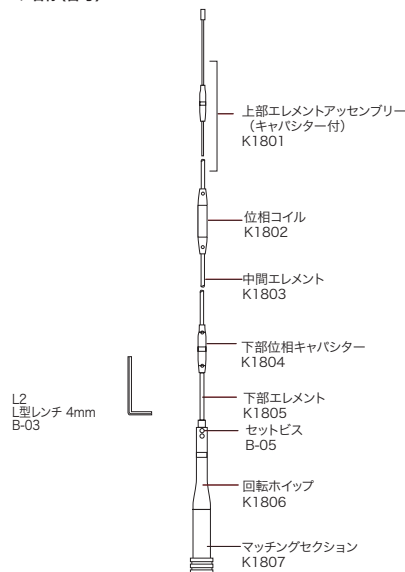 上部エレメントアッセンブリー
（キャパシター付）
K1801
位相コイル
K1802
中間エレメント
K1803
下部位相キャパシター
K1804
L2
L型レンチ 4mm
B-03
下部エレメント
K1805
セットビス
B-05
回転ホイップ
K1806
マッチングセクション
K1807